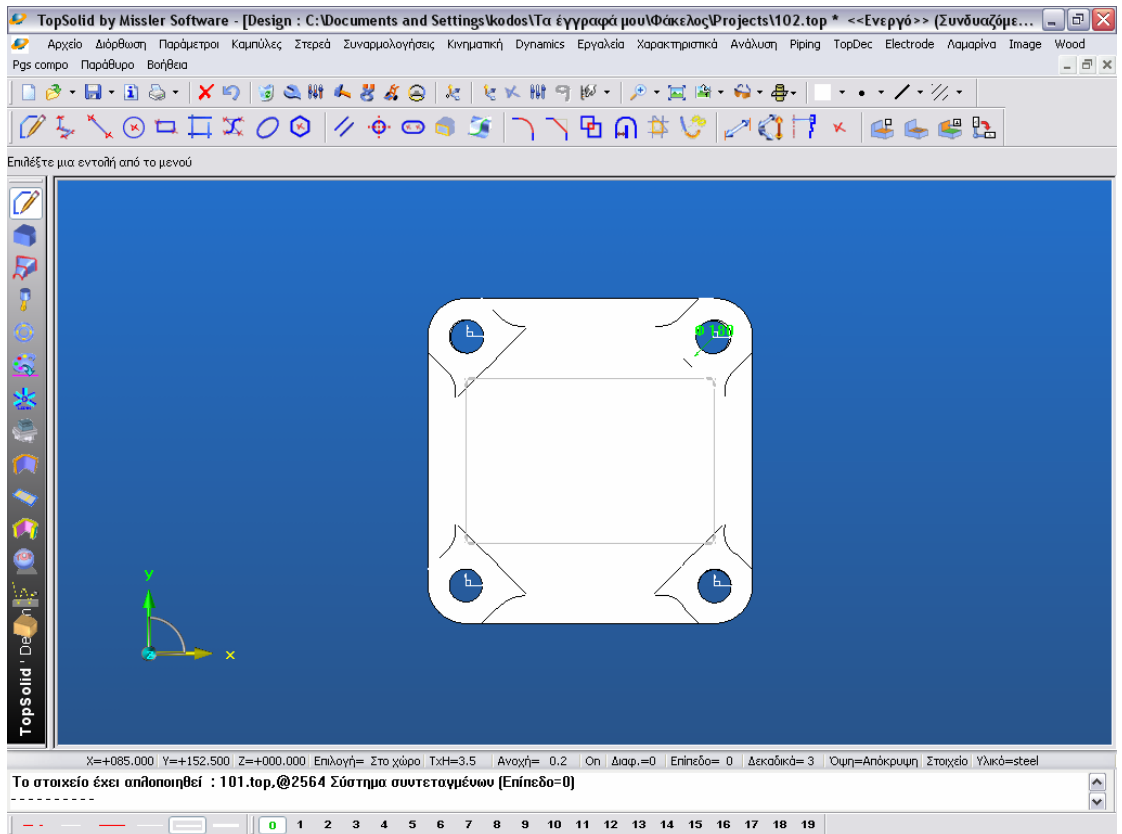 TopSolid by Missler Software - [Design : C:\Documents and Settings\kodos\Τα έγγραφά μου\Φάκελος\Projects\102.top * <<Ενεργό>> (Συνδυαζόμε...
Αρχείο Διόρθωση Παράμετροι Καμπύλες Στερεά Συναρμολογήσεις Κινηματική Dynamics Εργαλεία Χαρακτηριστικά Ανάλυση Piping TopDec Electrode Λαμαρίνα Image Wood
Pgs compo Παράθυρο Βοήθεια
Επιλέξτε μια εντολή από το μενού
Φ 180
y
x
TopSolid'Design
X=+085.000 Y=+152.500 Z=+000.000 Επιλογή= Στο χώρο TxH=3.5 Ανοχή= 0.2 On Διαφ.=0 Επίπεδο= 0 Δεκαδικά= 3 Όψη=Απόκρυψη Στοιχείο Υλικό=steel
Το στοιχείο έχει απλοποιηθεί : 101.top,@2564 Σύστημα συντεταγμένων (Επίπεδο=0)
----------
0 1 2 3 4 5 6 7 8 9 10 11 12 13 14 15 16 17 18 19